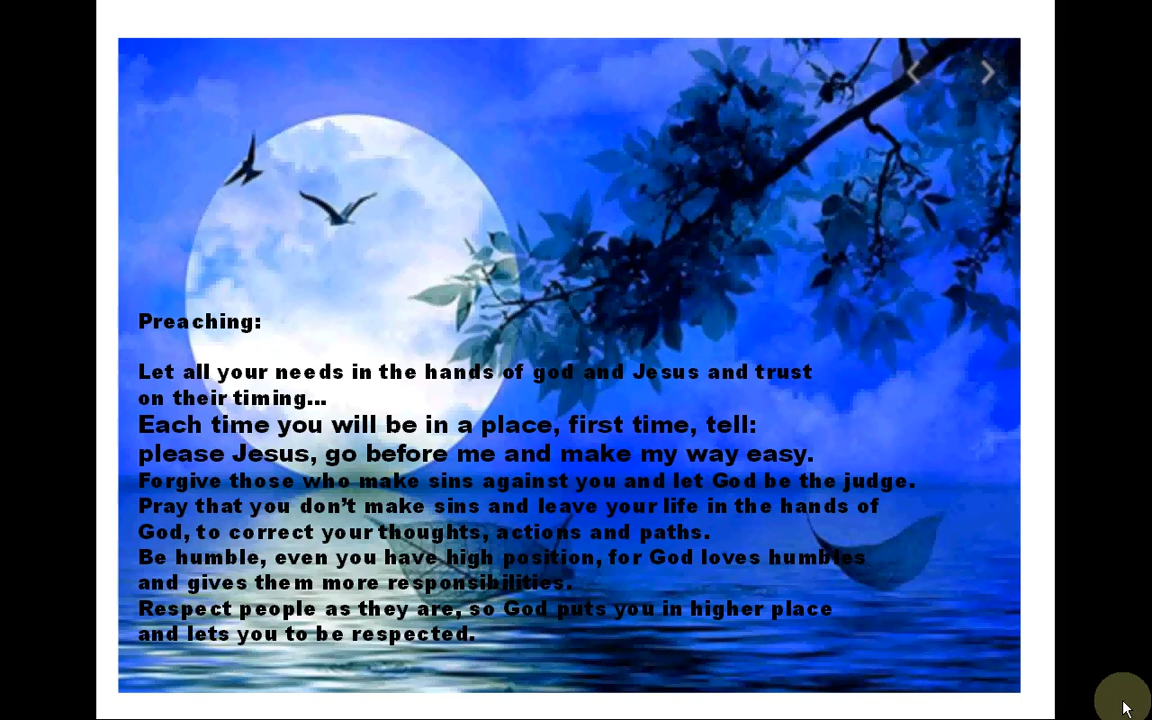 Preaching:
Let all your needs in the hands of god and Jesus and trust
on their timing...
Each time you will be in a place, first time, tell:
please Jesus, go before me and make my way easy.
Forgive those who make sins against you and let God be the judge.
Pray that you don’t make sins and leave your life in the hands of
God, to correct your thoughts, actions and paths.
Be humble, even you have high position, for God loves humbles
and gives them more responsibilities.
Respect people as they are, so God puts you in higher place
and lets you to be respected.